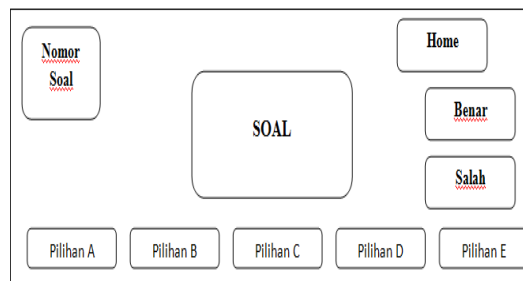 Nomor
Soal
Home
SOAL
Benar
Salah
Pilihan A
Pilihan B
Pilihan C
Pilihan D
Pilihan E